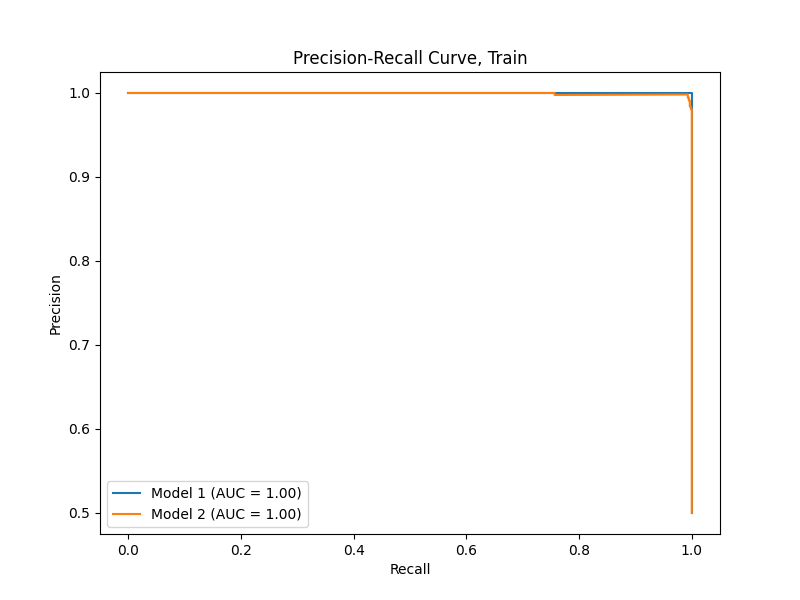 Precision-Recall Curve, Train
1.0
0.9
0.8
0.7
0.6
0.5
Precision
Model 1 (AUC = 1.00)
Model 2 (AUC = 1.00)
0.0 0.2 0.4 0.6 0.8 1.0
Recall